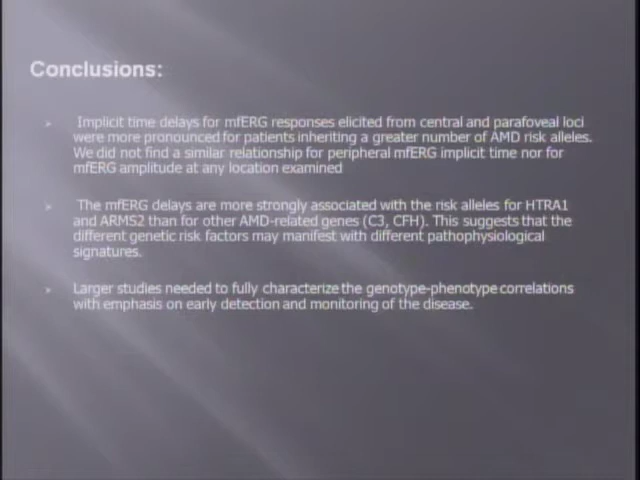 Conclusions:
Implicit time delays for mfERG responses elicited from central and parafoveal loci
were more pronounced for patients inheriting a greater number of AMD risk alleles.
We did not find a similar relationship for peripheral mfERG implicit time nor for
mfERG amplitude at any location examined
The mfERG delays are more strongly associated with the risk alleles for HTRA1
and ARMS2 than for other AMD-related genes (C3, CFH). This suggests that the
different genetic risk factors may manifest with different pathophysiological
signatures.
Larger studies needed to fully characterize the genotype-phenotype correlations
with emphasis on early detection and monitoring of the disease.